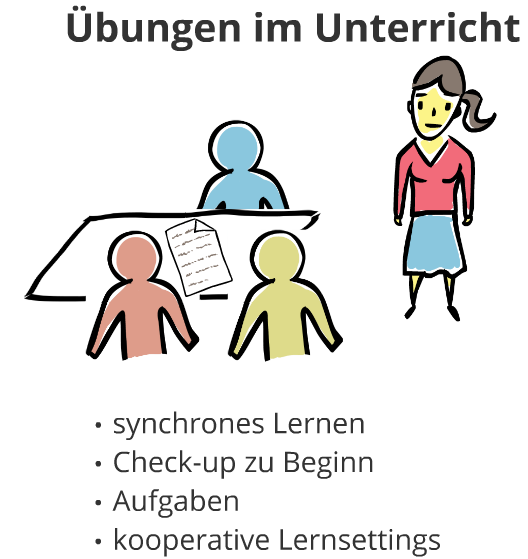 Übungen im Unterricht
• synchrones Lernen
• Check-up zu Beginn
• Aufgaben
• kooperative Lernsettings